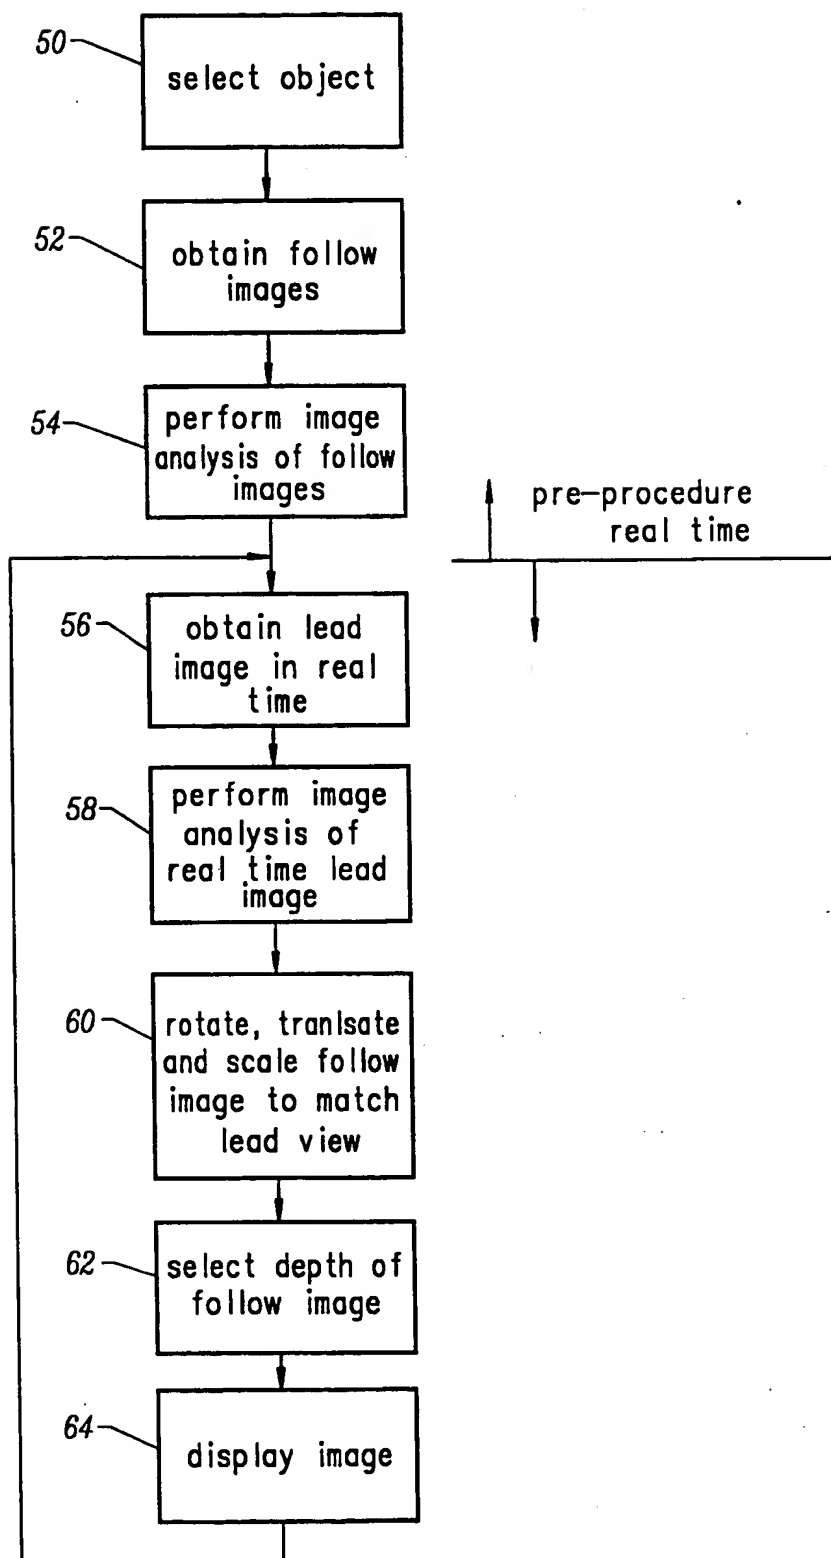 50
select object
52
obtain follow
images
54
perform image
analysis of follow
images
pre-procedure
real time
56
obtain lead
image in real
time
58
perform image
analysis of
real time lead
image
60
rotate, tranlsate
and scale follow
image to match
lead view
62
select depth of
follow image
64
display image